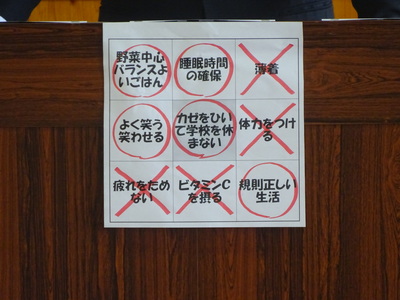 野菜中心
バランスよ
いごはん
睡眠時間
の確保
薄着
よく笑う
笑わせる
カゼをひい
て学校を休
まない
体力をつけ
る
疲れをため
ない
ビタミンC
を摂る
規則正しい
生活